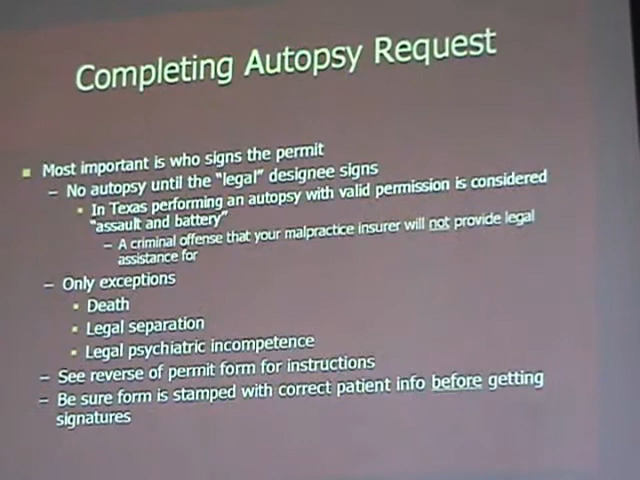 Completing Autopsy Request
Most important is who signs the permit
– No autopsy until the "legal" designee signs
In Texas performing an autopsy with valid permission is considered
"assault and battery"
– A criminal offense that your malpractice insurer will not provide legal
assistance for
– Only exceptions
Death
Legal separation
Legal psychiatric incompetence
– See reverse of permit form for instructions
– Be sure form is stamped with correct patient info before getting
signatures